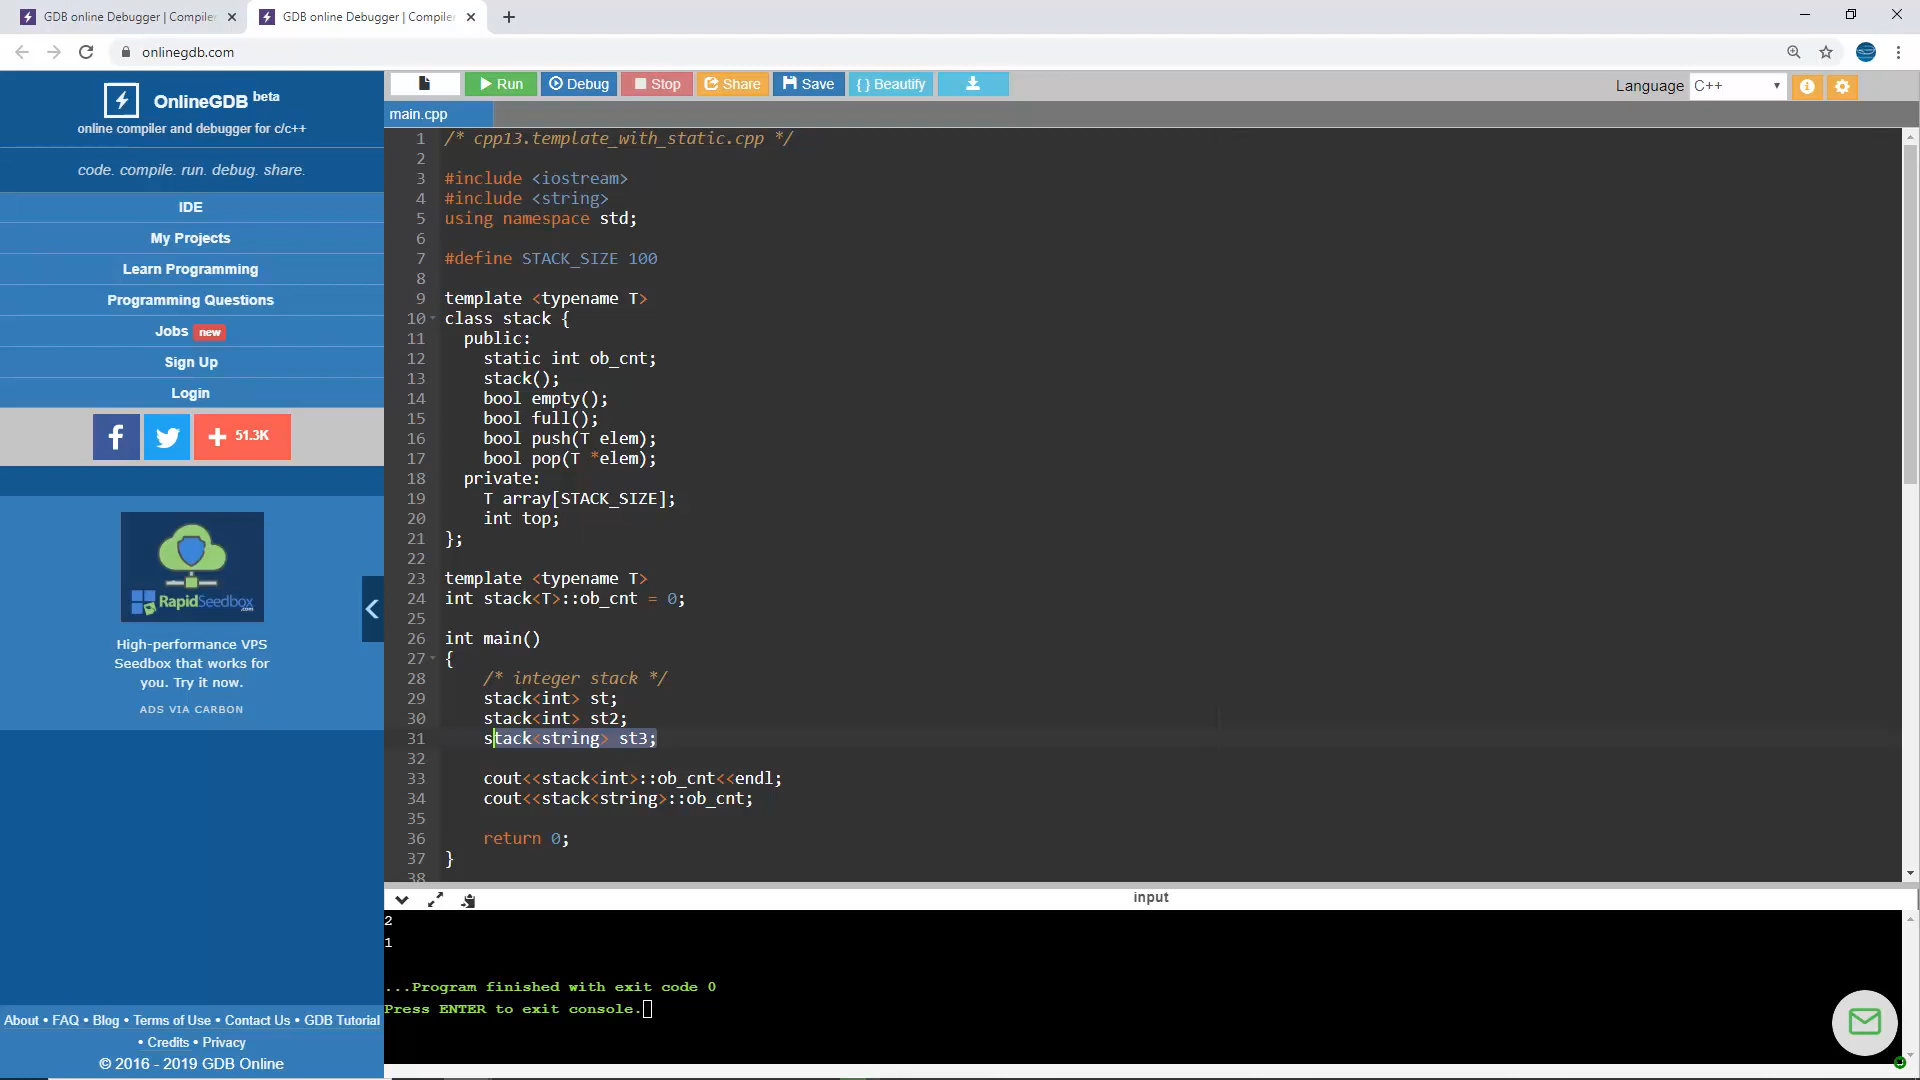 GDB online Debugger | Compiler
GDB online Debugger | Compiler
onlinegdb.com
OnlineGDB beta
online compiler and debugger for c/c++
code. compile. run. debug. share.
IDE
My Projects
Learn Programming
Programming Questions
Jobs new
Sign Up
Login
51.3K
RapidSeedbox.com
High-performance VPS
Seedbox that works for
you. Try it now.
ADS VIA CARBON
About • FAQ • Blog • Terms of Use • Contact Us • GDB Tutorial
• Credits • Privacy
© 2016 - 2019 GDB Online
Run Debug Stop Share Save { } Beautify
Language C++
main.cpp
1 /* cpp13.template_with_static.cpp */
2
3 #include <iostream>
4 #include <string>
5 using namespace std;
6
7 #define STACK_SIZE 100
8
9 template <typename T>
10 class stack {
11 public:
12 static int ob_cnt;
13 stack();
14 bool empty();
15 bool full();
16 bool push(T elem);
17 bool pop(T *elem);
18 private:
19 T array[STACK_SIZE];
20 int top;
21 };
22
23 template <typename T>
24 int stack<T>::ob_cnt = 0;
25
26 int main()
27 {
28 /* integer stack */
29 stack<int> st;
30 stack<int> st2;
31 stack<string> st3;
32
33 cout<<stack<int>::ob_cnt<<endl;
34 cout<<stack<string>::ob_cnt;
35
36 return 0;
37 }
38
input
2
1
...Program finished with exit code 0
Press ENTER to exit console.